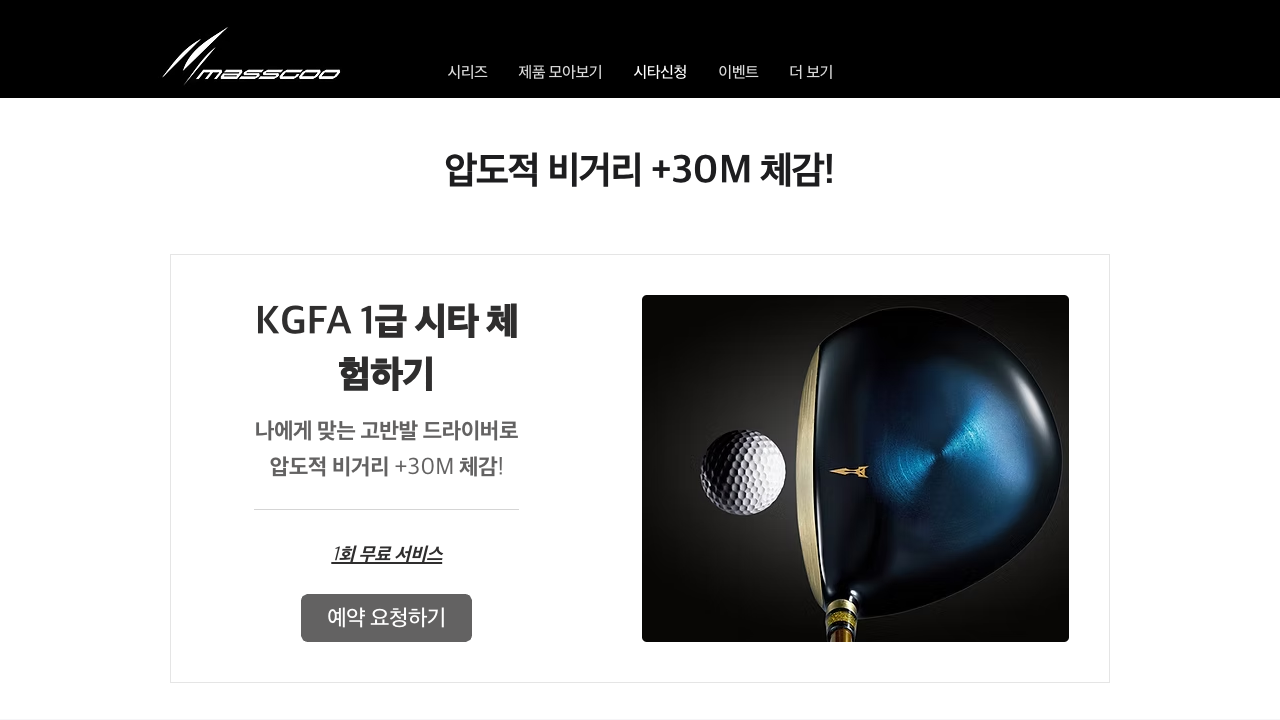 massgoo
시리즈
제품 모아보기
시타신청
이벤트
더 보기
압도적 비거리 +30M 체감!
KGFA 1급 시타 체
험하기
나에게 맞는 고반발 드라이버로
압도적 비거리 +30M 체감!
1회 무료 서비스
예약 요청하기